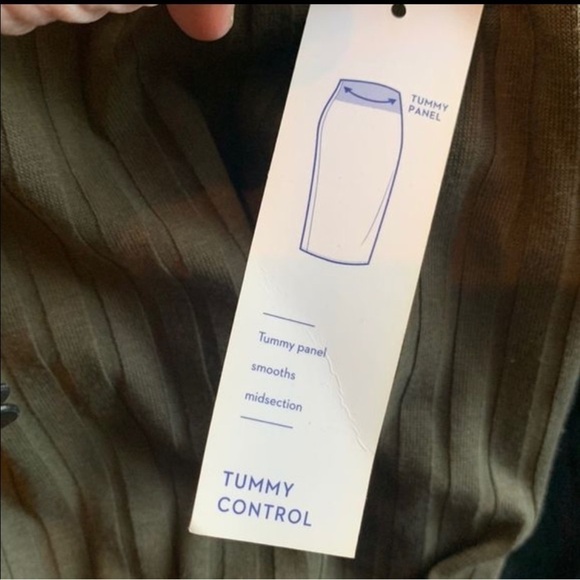 TUMMY
PANEL
Tummy panel
smooths
midsection
TUMMY
CONTROL